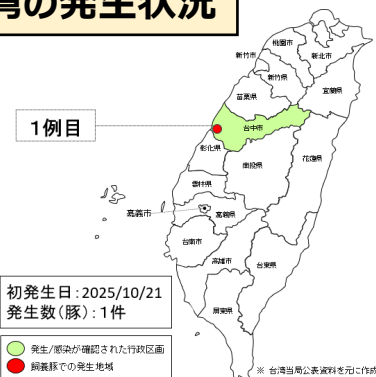 湾の発生状況
桃園市
新竹市
新北市
新竹県
宜蘭県
苗栗県
1例目
台中市
彰化県
花蓮県
南投県
雲林県
嘉義市
嘉義県
台南市
高雄市
台東県
屏東県
初発生日：2025/10/21
発生数（豚）：1件
発生/感染が確認された行政区画
飼養豚での発生地域
※ 台湾当局公表資料を元に作成